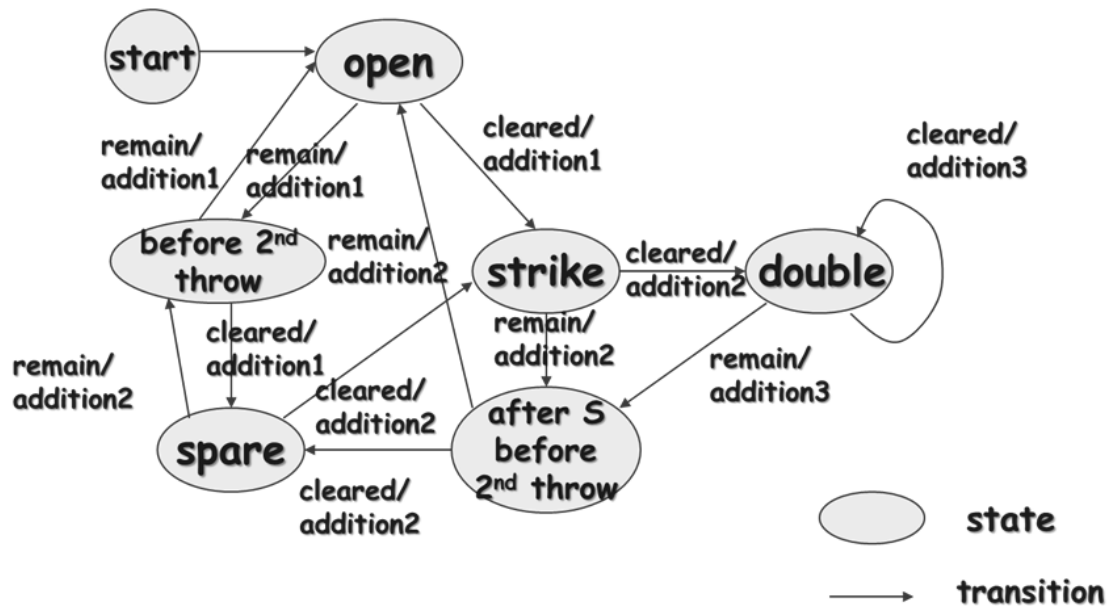 start
open
cleared/
addition1
cleared/
addition3
remain/
addition1
remain/
addition1
before 2nd
throw
remain/
addition2
strike
cleared/
addition2
double
remain/
addition2
cleared/
addition1
remain/
addition2
remain/
addition3
cleared/
addition2
spare
after S
before
2nd throw
cleared/
addition2
state
transition